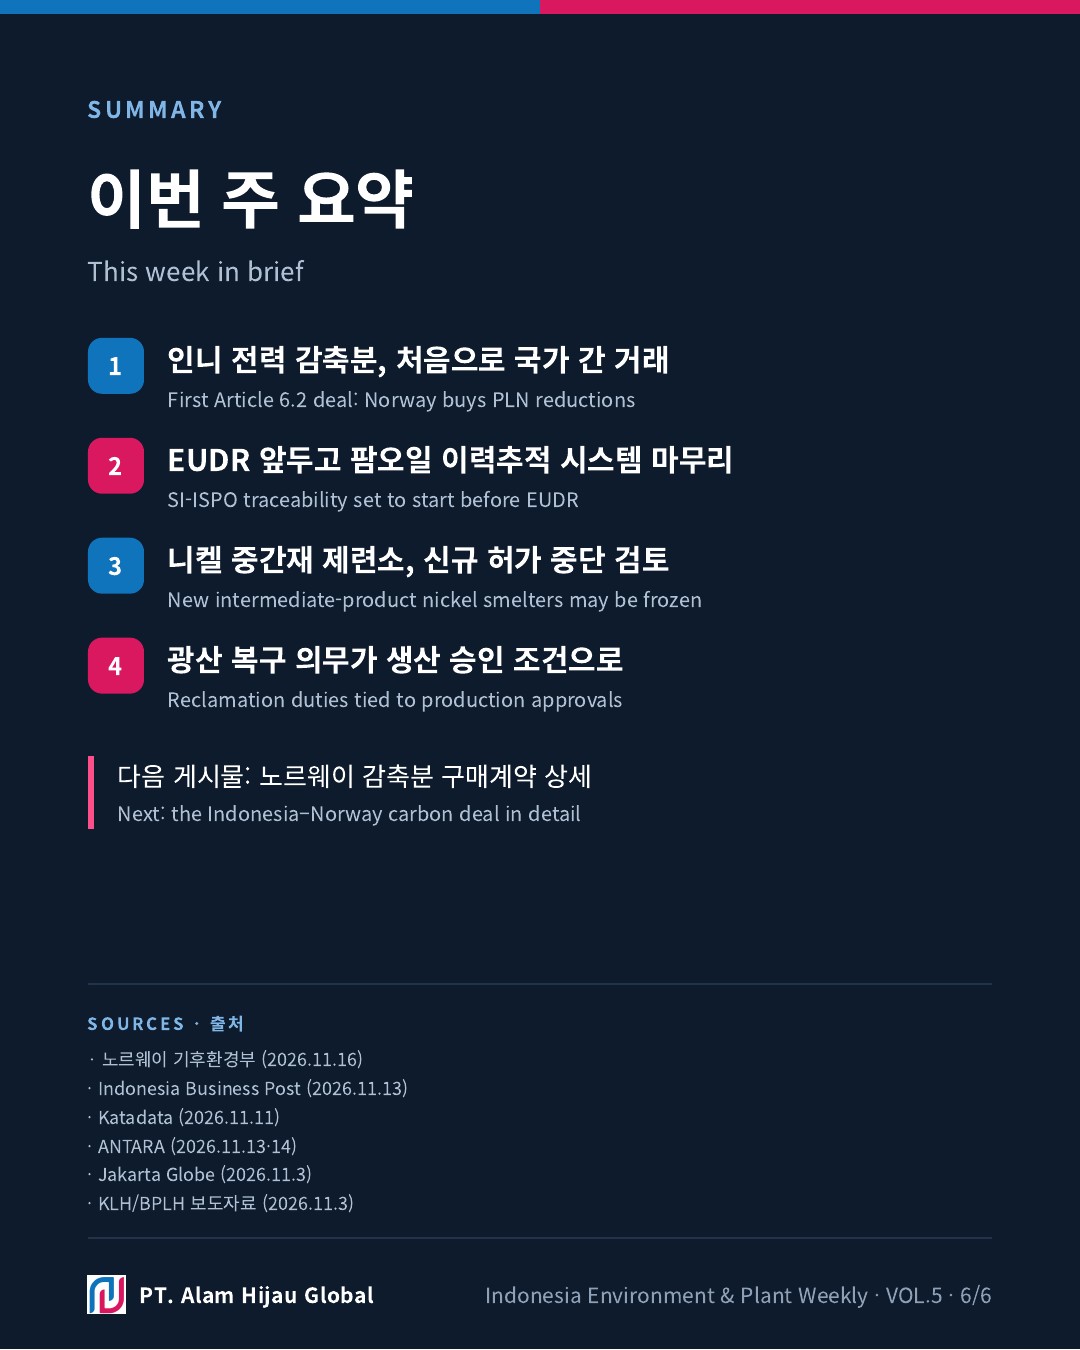 SUMMARY
이번 주 요약
This week in brief
1
인니 전력 감축분, 처음으로 국가 간 거래
First Article 6.2 deal: Norway buys PLN reductions
2
EUDR 앞두고 팜오일 이력추적 시스템 마무리
SI-ISPO traceability set to start before EUDR
3
니켈 중간재 제련소, 신규 허가 중단 검토
New intermediate-product nickel smelters may be frozen
4
광산 복구 의무가 생산 승인 조건으로
Reclamation duties tied to production approvals
다음 게시물: 노르웨이 감축분 구매계약 상세
Next: the Indonesia–Norway carbon deal in detail
SOURCES · 출처
· 노르웨이 기후환경부 (2026.11.16)
· Indonesia Business Post (2026.11.13)
· Katadata (2026.11.11)
· ANTARA (2026.11.13·14)
· Jakarta Globe (2026.11.3)
· KLH/BPLH 보도자료 (2026.11.3)
PT. Alam Hijau Global
Indonesia Environment & Plant Weekly · VOL.5 · 6/6